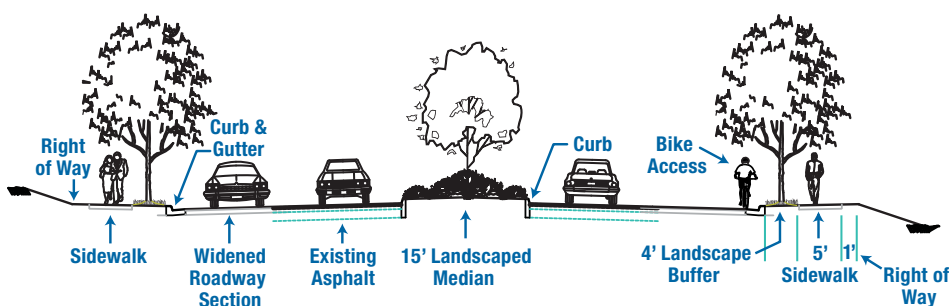 Right
of Way
Curb &
Gutter
Curb
Bike
Access
Sidewalk
Widened
Roadway
Section
Existing
Asphalt
15’ Landscaped
Median
4’ Landscape
Buffer
5’
Sidewalk
1’
Right of
Way